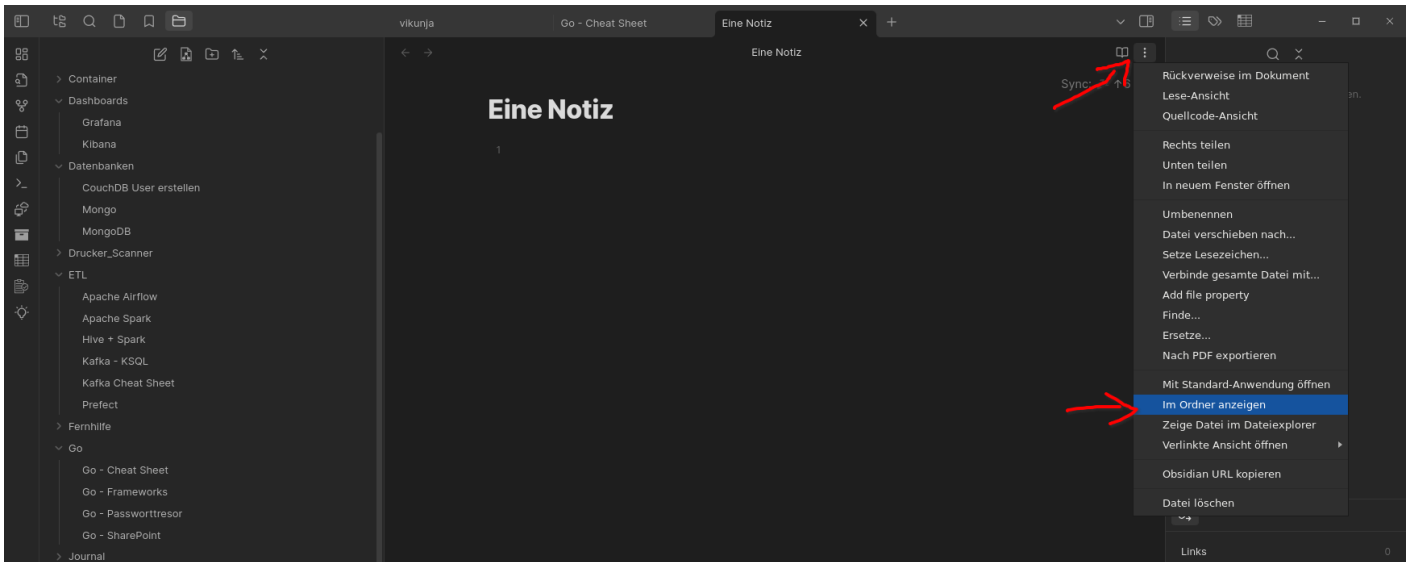 vikunja
Go - Cheat Sheet
Eine Notiz
Eine Notiz
Container
Dashboards
Grafana
Kibana
Datenbanken
CouchDB User erstellen
Mongo
MongoDB
Drucker_Scanner
ETL
Apache Airflow
Apache Spark
Hive + Spark
Kafka - KSQL
Kafka Cheat Sheet
Prefect
Fernhilfe
Go
Go - Cheat Sheet
Go - Frameworks
Go - Passworttresor
Go - SharePoint
Journal
Sync:
Eine Notiz
1
Rückverweise im Dokument
Lese-Ansicht
Quellcode-Ansicht
Rechts teilen
Unten teilen
In neuem Fenster öffnen
Umbenennen
Datei verschieben nach...
Setze Lesezeichen...
Verbinde gesamte Datei mit...
Add file property
Finde...
Ersetze...
Nach PDF exportieren
Mit Standard-Anwendung öffnen
Im Ordner anzeigen
Zeige Datei im Dateiexplorer
Verlinkte Ansicht öffnen
Obsidian URL kopieren
Datei löschen
Links
0